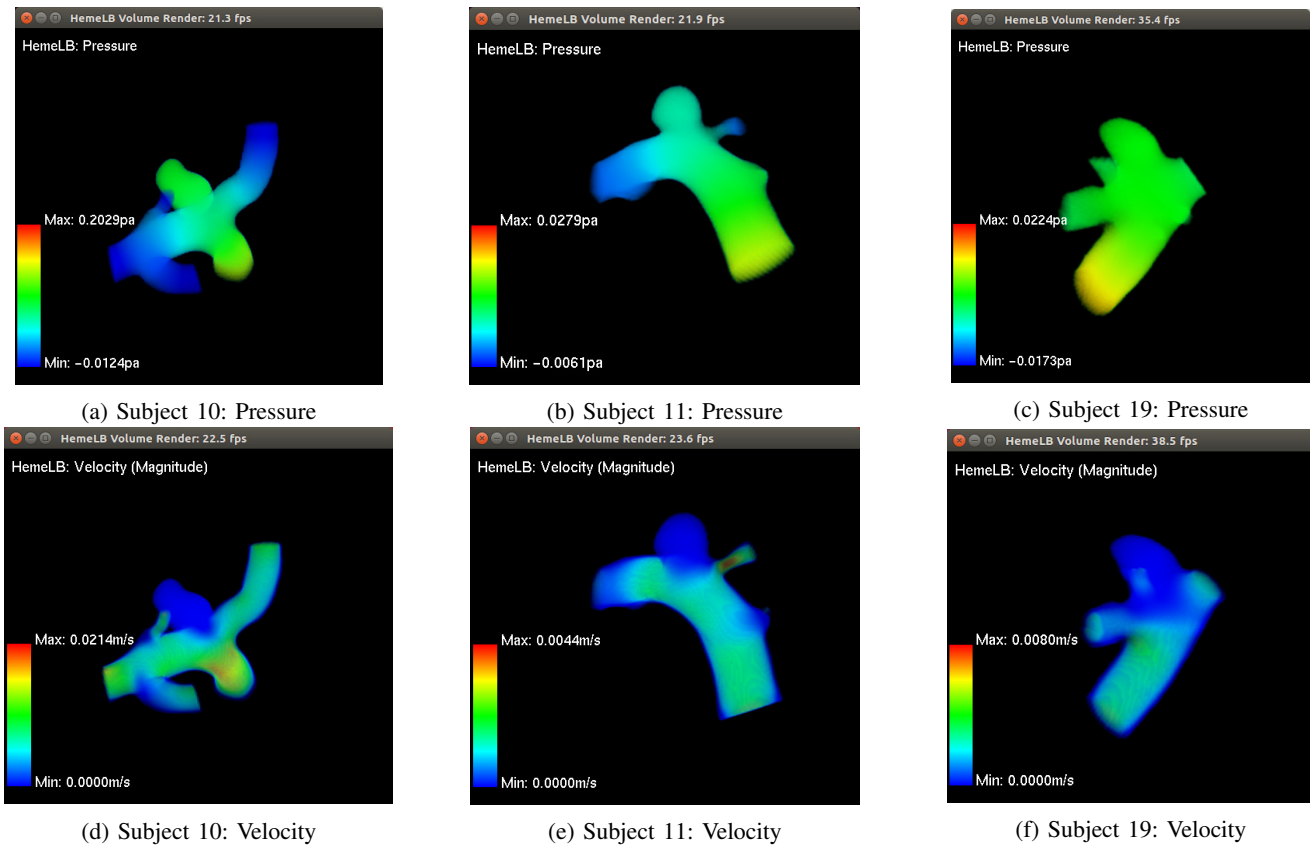 HemeLB Volume Render: 21.3 fps
HemeLB: Pressure
Max: 0.2029pa
Min: −0.0124pa
(a) Subject 10: Pressure
HemeLB Volume Render: 21.9 fps
HemeLB: Pressure
Max: 0.0279pa
Min: −0.0061pa
(b) Subject 11: Pressure
HemeLB Volume Render: 35.4 fps
HemeLB: Pressure
Max: 0.0224pa
Min: −0.0173pa
(c) Subject 19: Pressure
HemeLB Volume Render: 22.5 fps
HemeLB: Velocity (Magnitude)
Max: 0.0214m/s
Min: 0.0000m/s
(d) Subject 10: Velocity
HemeLB Volume Render: 23.6 fps
HemeLB: Velocity (Magnitude)
Max: 0.0044m/s
Min: 0.0000m/s
(e) Subject 11: Velocity
HemeLB Volume Render: 38.5 fps
HemeLB: Velocity (Magnitude)
Max: 0.0080m/s
Min: 0.0000m/s
(f) Subject 19: Velocity